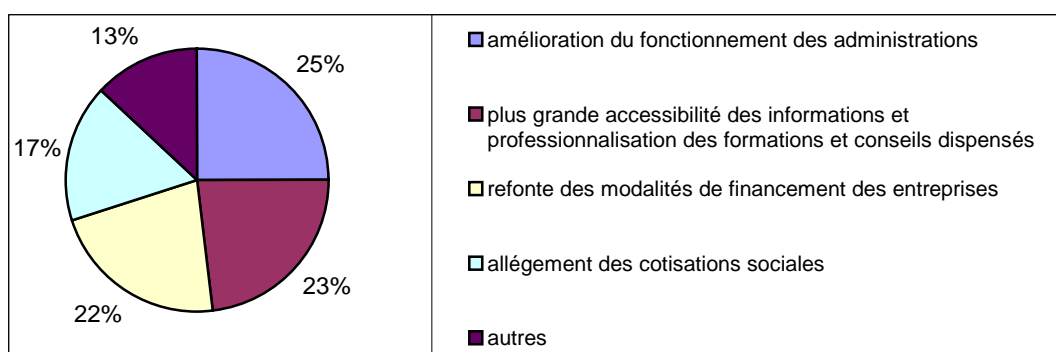 13%
25%
17%
22%
23%
amélioration du fonctionnement des administrations
plus grande accessibilité des informations et
professionnalisation des formations et conseils dispensés
refonte des modalités de financement des entreprises
allégement des cotisations sociales
autres